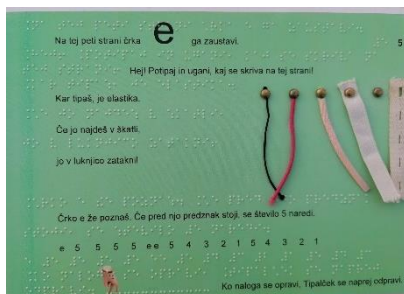 Na tej peti strani črka e ga zaustavi. 5
Hej! Potipaj in ugani, kaj se skriva na tej strani!
Kar tipaš, je elastika.
Če jo najdeš v škatli,
jo v luknjico zatakni!
Črko e že poznaš. Če pred njo predznak stoji, se število 5 naredi.
e 5 5 5 5 e e 5 4 3 2 1 5 4 3 2 1
Ko naloga se opravi, Tipalček se naprej odpravi.